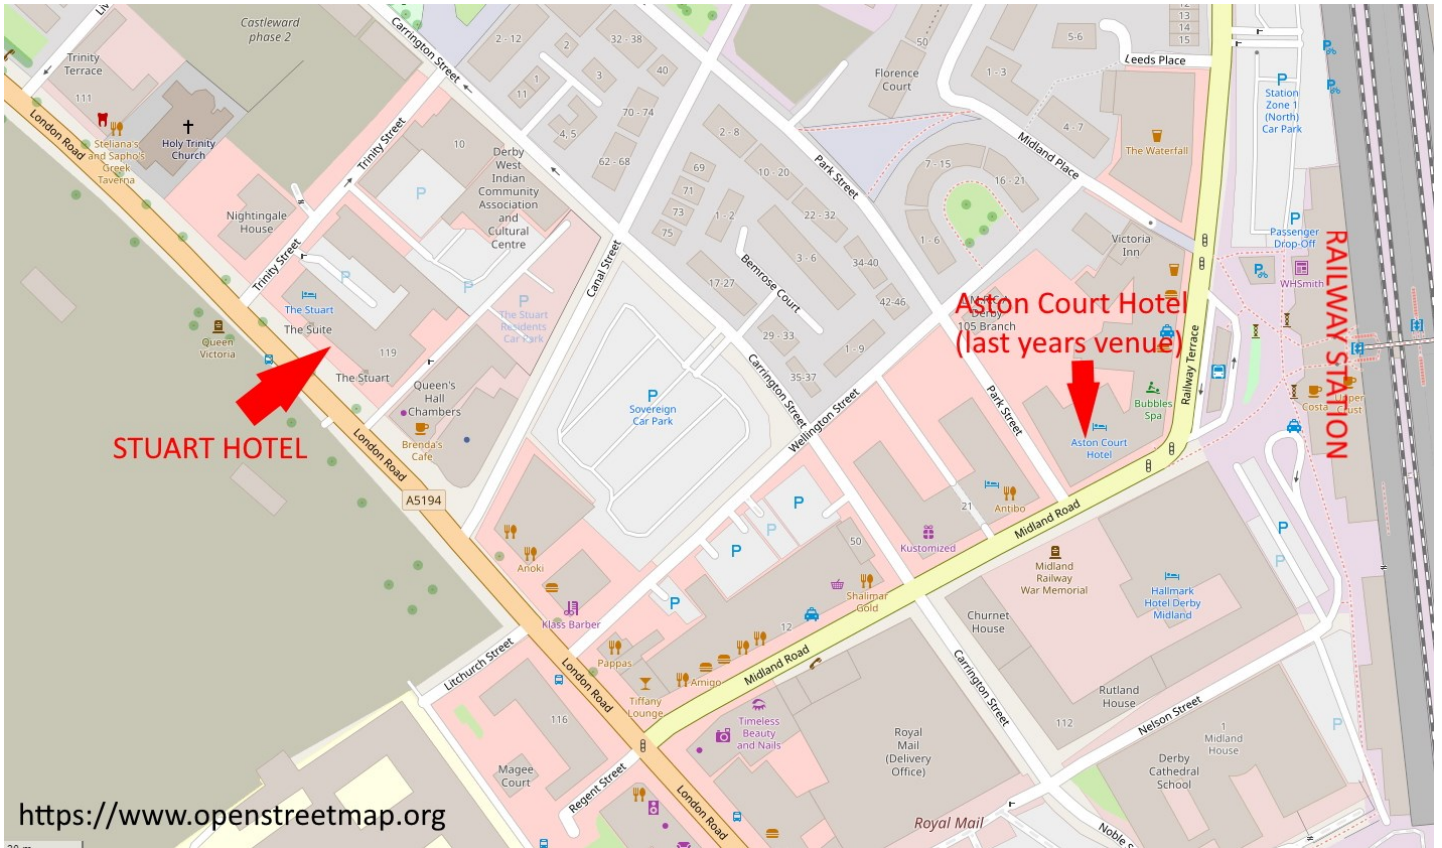 Castleward
phase 2
Carrington Street
2 - 12
2
32 - 38
50
5-6
12
13
14
15
Leeds Place
Trinity
Terrace
1
3
40
Florence
Court
1 - 3
P
Station
Zone 1
(North)
Car Park
111
11
70 - 74
London Road
Steliana's
and Sapho's
Greek
Taverna
Holy Trinity
Church
Trinity Street
10
4, 5
2 - 8
4 - 7
The Waterfall
Derby
West
Indian
Community
Association
and
Cultural
Centre
P
62 - 68
69
10 - 20
Park Street
7 - 15
Midland Place
71
16 - 21
Nightingale
House
73
1 - 2
22 - 32
P
Passenger
Drop-Off
75
1 - 6
Victoria
Inn
Trinity Street
Canal Street
3 - 6
34-40
Bemrose Court
WHSmith
RAILWAY STATION
P
17-27
42-46
The Stuart
P
P
The Stuart
Residents
Car Park
Aston Court Hotel
(last years venue)
Derby
105 Branch
The Suite
Queen
Victoria
29 - 33
1 - 9
119
Railway Terrace
The Stuart
Queen's
Hall
Chambers
35-37
Carrington Street
Park Street
P
Sovereign
Car Park
Wellington Street
Bubbles
Spa
Costa
Upper
Crust
STUART HOTEL
London Road
Brenda's
Cafe
Aston Court
Hotel
A5194
P
21
Antibo
Midland Road
P
P
P
Anoki
50
Kustomized
Midland
Railway
War Memorial
P
Hallmark
Hotel Derby
Midland
Klass Barber
P
Shalimar
Gold
Churnet
House
12
Litchurch Street
London Road
Pappas
Midland Road
Carrington Street
Amigo
Tiffany
Lounge
Rutland
House
116
Timeless
Beauty
and Nails
112
Nelson Street
P
1
Midland
House
Royal
Mail
(Delivery
Office)
Magee
Court
Derby
Cathedral
School
Regent Street
London Road
https://www.openstreetmap.org
Royal Mail